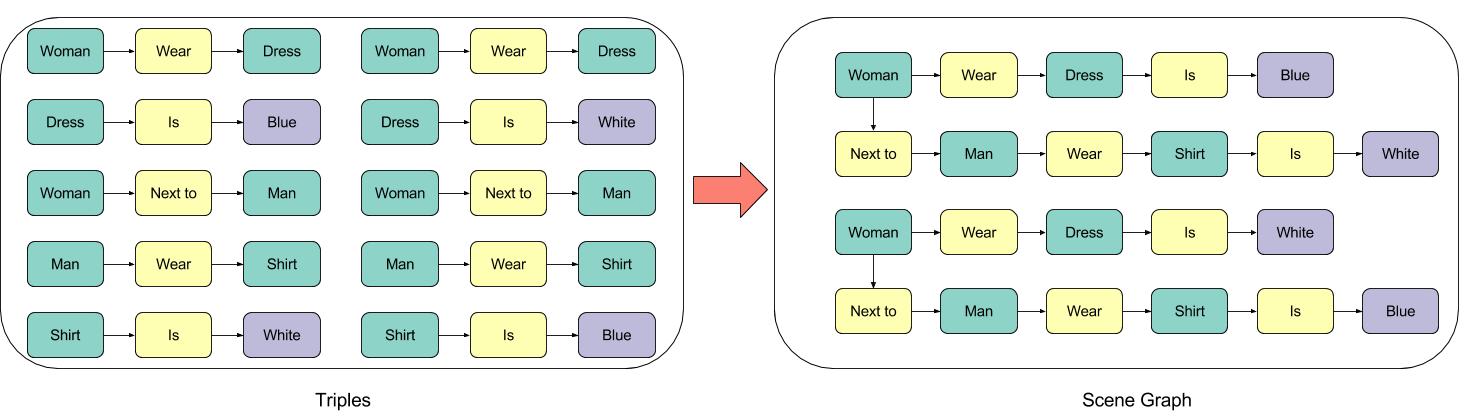 Woman Wear Dress Woman Wear Dress
Dress Is Blue Dress Is White
Woman Next to Man Woman Next to Man
Man Wear Shirt Man Wear Shirt
Shirt Is White Shirt Is Blue
Triples
Woman Wear Dress Is Blue
Next to Man Wear Shirt Is White
Woman Wear Dress Is White
Next to Man Wear Shirt Is Blue
Scene Graph